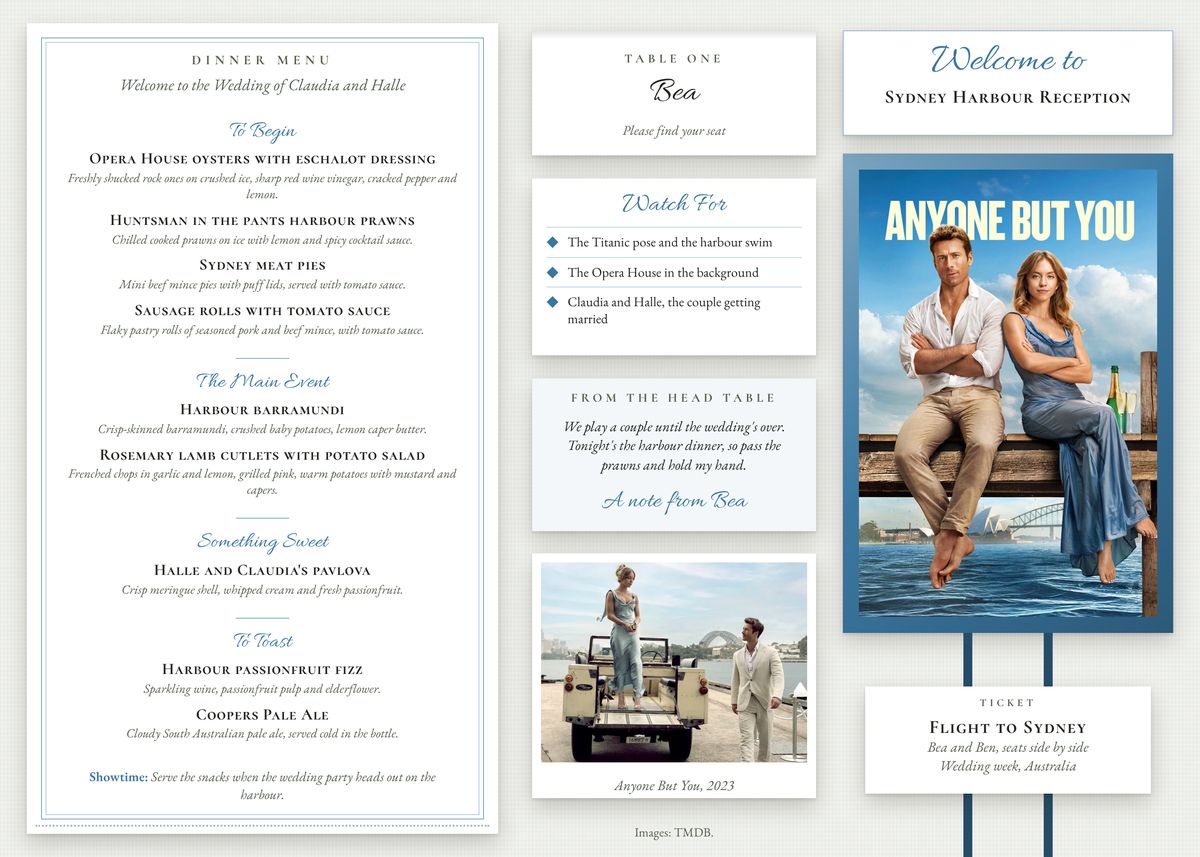 DINNER MENU
Welcome to the Wedding of Claudia and Halle
To Begin
Opera House oysters with eschalot dressing
Freshly shucked rock ones on crushed ice, sharp red wine vinegar, cracked pepper and
lemon.
Huntsman in the pants harbour prawns
Chilled cooked prawns on ice with lemon and spicy cocktail sauce.
Sydney meat pies
Mini beef mince pies with puff lids, served with tomato sauce.
Sausage rolls with tomato sauce
Flaky pastry rolls of seasoned pork and beef mince, with tomato sauce.
The Main Event
Harbour barramundi
Crisp-skinned barramundi, crushed baby potatoes, lemon caper butter.
Rosemary lamb cutlets with potato salad
Frenched chops in garlic and lemon, grilled pink, warm potatoes with mustard and
capers.
Something Sweet
Halle and Claudia's pavlova
Crisp meringue shell, whipped cream and fresh passionfruit.
To Toast
Harbour passionfruit fizz
Sparkling wine, passionfruit pulp and elderflower.
Coopers Pale Ale
Cloudy South Australian pale ale, served cold in the bottle.
Showtime: Serve the snacks when the wedding party heads out on the
harbour.
TABLE ONE
Bea
Please find your seat
Watch For
The Titanic pose and the harbour swim
The Opera House in the background
Claudia and Halle, the couple getting
married
FROM THE HEAD TABLE
We play a couple until the wedding's over.
Tonight's the harbour dinner, so pass the
prawns and hold my hand.
A note from Bea
Anyone But You, 2023
Images: TMDB.
Welcome to
Sydney Harbour Reception
ANYONE BUT YOU
TICKET
Flight to Sydney
Bea and Ben, seats side by side
Wedding week, Australia